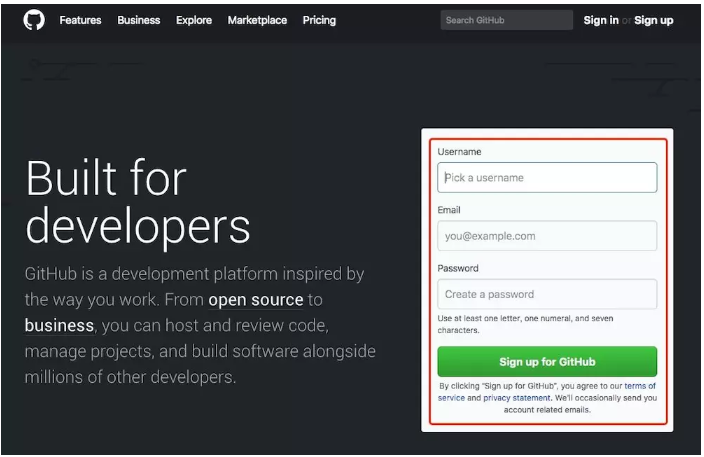 Features Business Explore Marketplace Pricing Search GitHub Sign in or Sign up
Built for
developers
GitHub is a development platform inspired by
the way you work. From open source to
business, you can host and review code,
manage projects, and build software alongside
millions of other developers.
Username
Pick a username
Email
you@example.com
Password
Create a password
Use at least one letter, one numeral, and seven
characters.
Sign up for GitHub
By clicking "Sign up for GitHub", you agree to our terms of
service and privacy statement. We'll occasionally send you
account related emails.